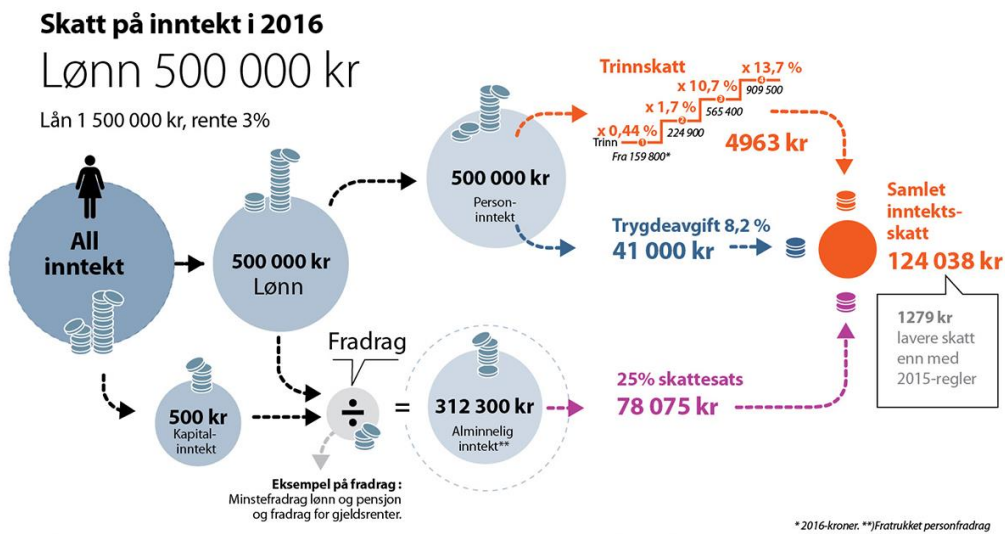 Skatt på inntekt i 2016
Lønn 500 000 kr
Lån 1 500 000 kr, rente 3%
All
inntekt
500 000 kr
Lønn
500 kr
Kapital-
inntekt
Fradrag
÷
=
Eksempel på fradrag :
Minstefradrag lønn og pensjon
og fradrag for gjeldsrenter.
500 000 kr
Person-
inntekt
312 300 kr
Alminnelig
inntekt**
Trinnskatt
x 0,44 %
Trinn
1
Fra 159 800*
x 1,7 %
2
224 900
x 10,7 %
3
565 400
x 13,7 %
4
909 500
4963 kr
Trygdeavgift 8,2 %
41 000 kr
25% skattesats
78 075 kr
Samlet
inntekts-
skatt
124 038 kr
1279 kr
lavere skatt
enn med
2015-regler
* 2016-kroner. **)Fratrukket personfradrag